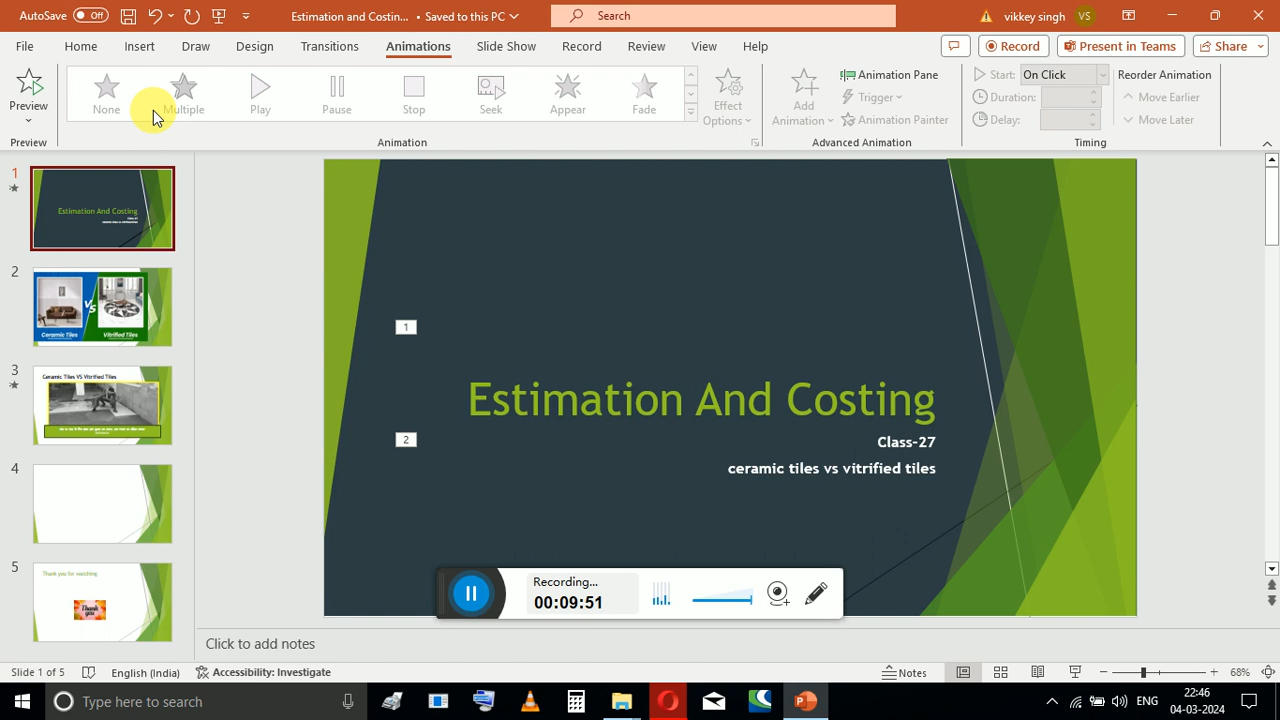 AutoSave Off Estimation and Costin... • Saved to this PC Search vikkey singh VS
File Home Insert Draw Design Transitions Animations Slide Show Record Review View Help Record Present in Teams Share
Preview
Preview
None Multiple Play Pause Stop Seek Appear Fade
Animation
Effect
Options
Add
Animation
Animation Pane
Trigger
Animation Painter
Advanced Animation
Start: On Click
Duration:
Delay:
Reorder Animation
Move Earlier
Move Later
Timing
1
Estimation And Costing
2
VS
Ceramic Tiles
Vitrified Tiles
3
Ceramic Tiles VS Vitrified Tiles
4
5
Thank you for watching
Thank
you
1
Estimation And Costing
2
Class-27
ceramic tiles vs vitrified tiles
Recording...
00:09:51
Click to add notes
Slide 1 of 5 English (India) Accessibility: Investigate Notes 68%
Type here to search
ENG
22:46
04-03-2024